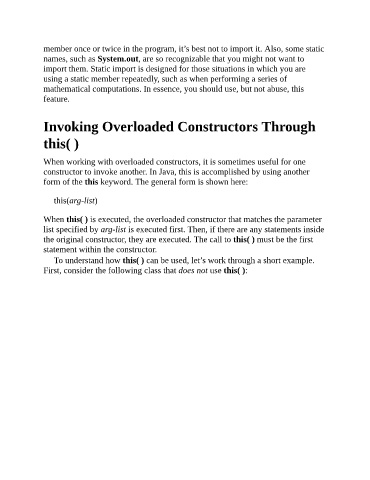 member once or twice in the program, it’s best not to import it. Also, some static
names, such as System.out, are so recognizable that you might not want to
import them. Static import is designed for those situations in which you are
using a static member repeatedly, such as when performing a series of
mathematical computations. In essence, you should use, but not abuse, this
feature.
Invoking Overloaded Constructors Through
this( )
When working with overloaded constructors, it is sometimes useful for one
constructor to invoke another. In Java, this is accomplished by using another
form of the this keyword. The general form is shown here:
this(arg-list)
When this( ) is executed, the overloaded constructor that matches the parameter
list specified by arg-list is executed first. Then, if there are any statements inside
the original constructor, they are executed. The call to this( ) must be the first
statement within the constructor.
To understand how this( ) can be used, let’s work through a short example.
First, consider the following class that does not use this( ):